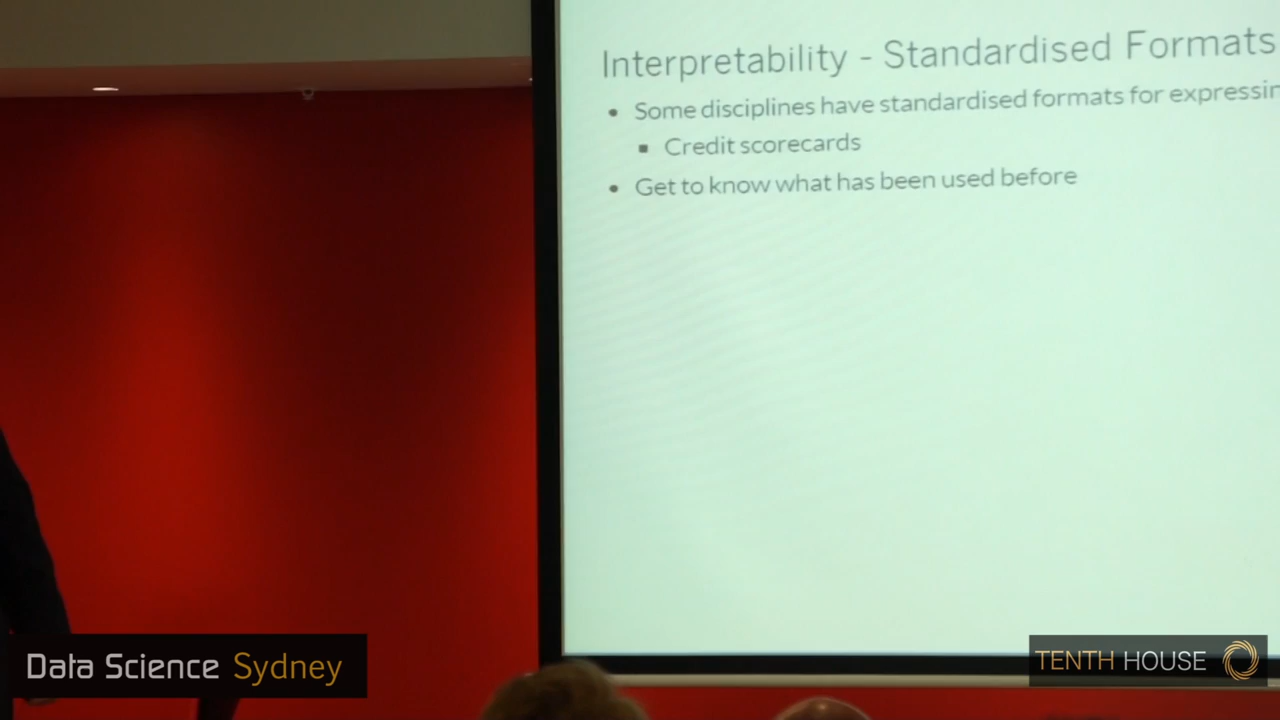 Interpretability - Standardised Formats
• Some disciplines have standardised formats for
▪ Credit scorecards
• Get to know what has been used before
Data Science Sydney
TENTH HOUSE